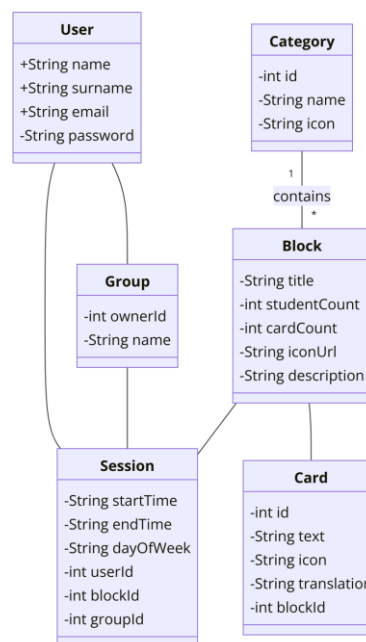 User
+String name
+String surname
+String email
-String password
Category
-int id
-String name
-String icon
1
contains
*
Group
-int ownerId
-String name
Block
-String title
-int studentCount
-int cardCount
-String iconUrl
-String description
Session
-String startTime
-String endTime
-String dayOfWeek
-int userId
-int blockId
-int groupId
Card
-int id
-String text
-String icon
-String translation
-int blockId